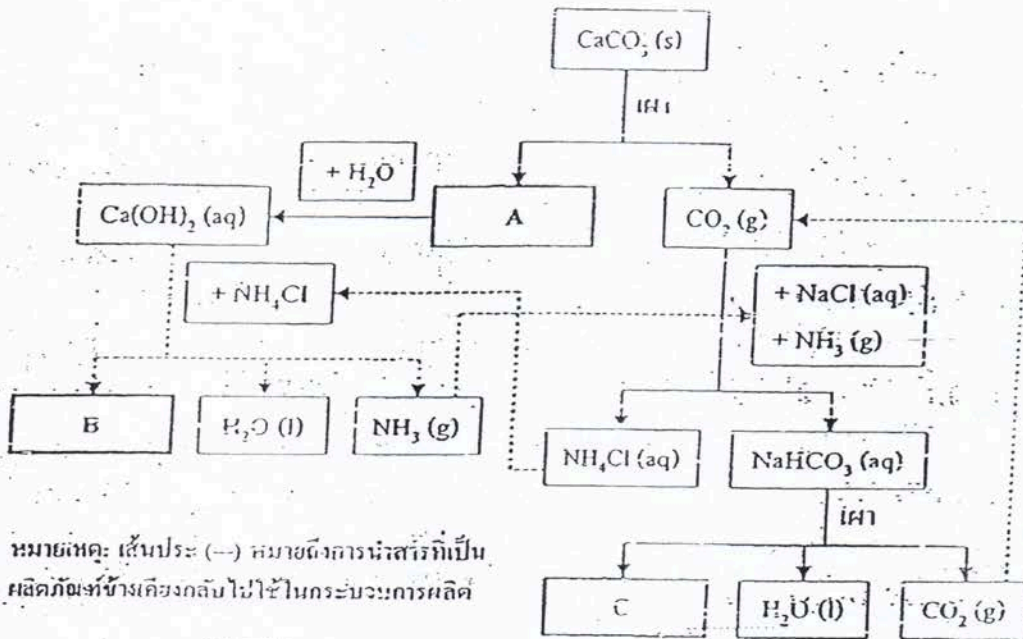 CaCO₃ (s)
เผา
+ H₂O
Ca(OH)₂ (aq)
A
CO₂ (g)
+ NH₄Cl
+ NaCl (aq)
+ NH₃ (g)
B
H₂O (l)
NH₃ (g)
NH₄Cl (aq)
NaHCO₃ (aq)
เผา
หมายเหตุ: เส้นประ (---) หมายถึงการนำสารที่เป็น
ผลิตภัณฑ์ข้างเคียงกลับไปใช้ในกระบวนการผลิต
C
H₂O (l)
CO₂ (g)